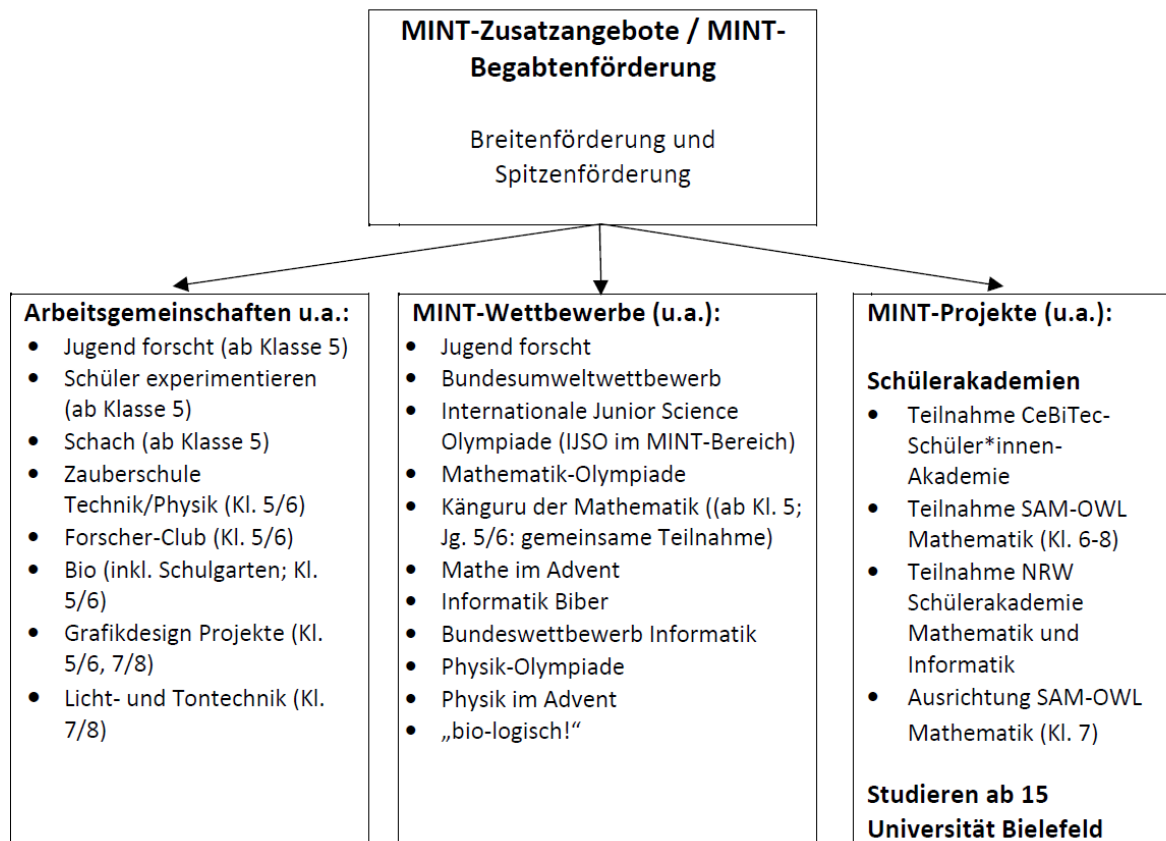 MINT-Zusatzangebote / MINT-
Begabtenförderung
Breitenförderung und
Spitzenförderung
Arbeitsgemeinschaften u.a.:
• Jugend forscht (ab Klasse 5)
• Schüler experimentieren
(ab Klasse 5)
• Schach (ab Klasse 5)
• Zauberschule
Technik/Physik (Kl. 5/6)
• Forscher-Club (Kl. 5/6)
• Bio (inkl. Schulgarten; Kl.
5/6)
• Grafikdesign Projekte (Kl.
5/6, 7/8)
• Licht- und Tontechnik (Kl.
7/8)
MINT-Wettbewerbe (u.a.):
• Jugend forscht
• Bundesumweltwettbewerb
• Internationale Junior Science
Olympiade (IJSO im MINT-Bereich)
• Mathematik-Olympiade
• Känguru der Mathematik ((ab Kl. 5;
Jg. 5/6: gemeinsame Teilnahme)
• Mathe im Advent
• Informatik Biber
• Bundeswettbewerb Informatik
• Physik-Olympiade
• Physik im Advent
• „bio-logisch!“
MINT-Projekte (u.a.):
Schülerakademien
• Teilnahme CeBiTec-
Schüler*innen-
Akademie
• Teilnahme SAM-OWL
Mathematik (Kl. 6-8)
• Teilnahme NRW
Schülerakademie
Mathematik und
Informatik
• Ausrichtung SAM-OWL
Mathematik (Kl. 7)
Studieren ab 15
Universität Bielefeld